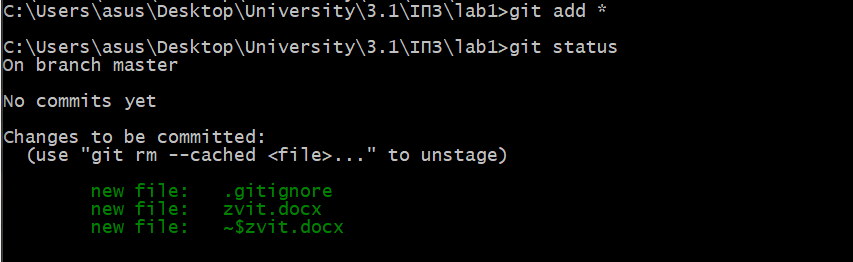 C:\Users\asus\Desktop\University\3.1\ІПЗ\lab1>git add *
C:\Users\asus\Desktop\University\3.1\ІПЗ\lab1>git status
On branch master
No commits yet
Changes to be committed:
(use "git rm --cached <file>..." to unstage)
new file: .gitignore
new file: zvit.docx
new file: ~$zvit.docx